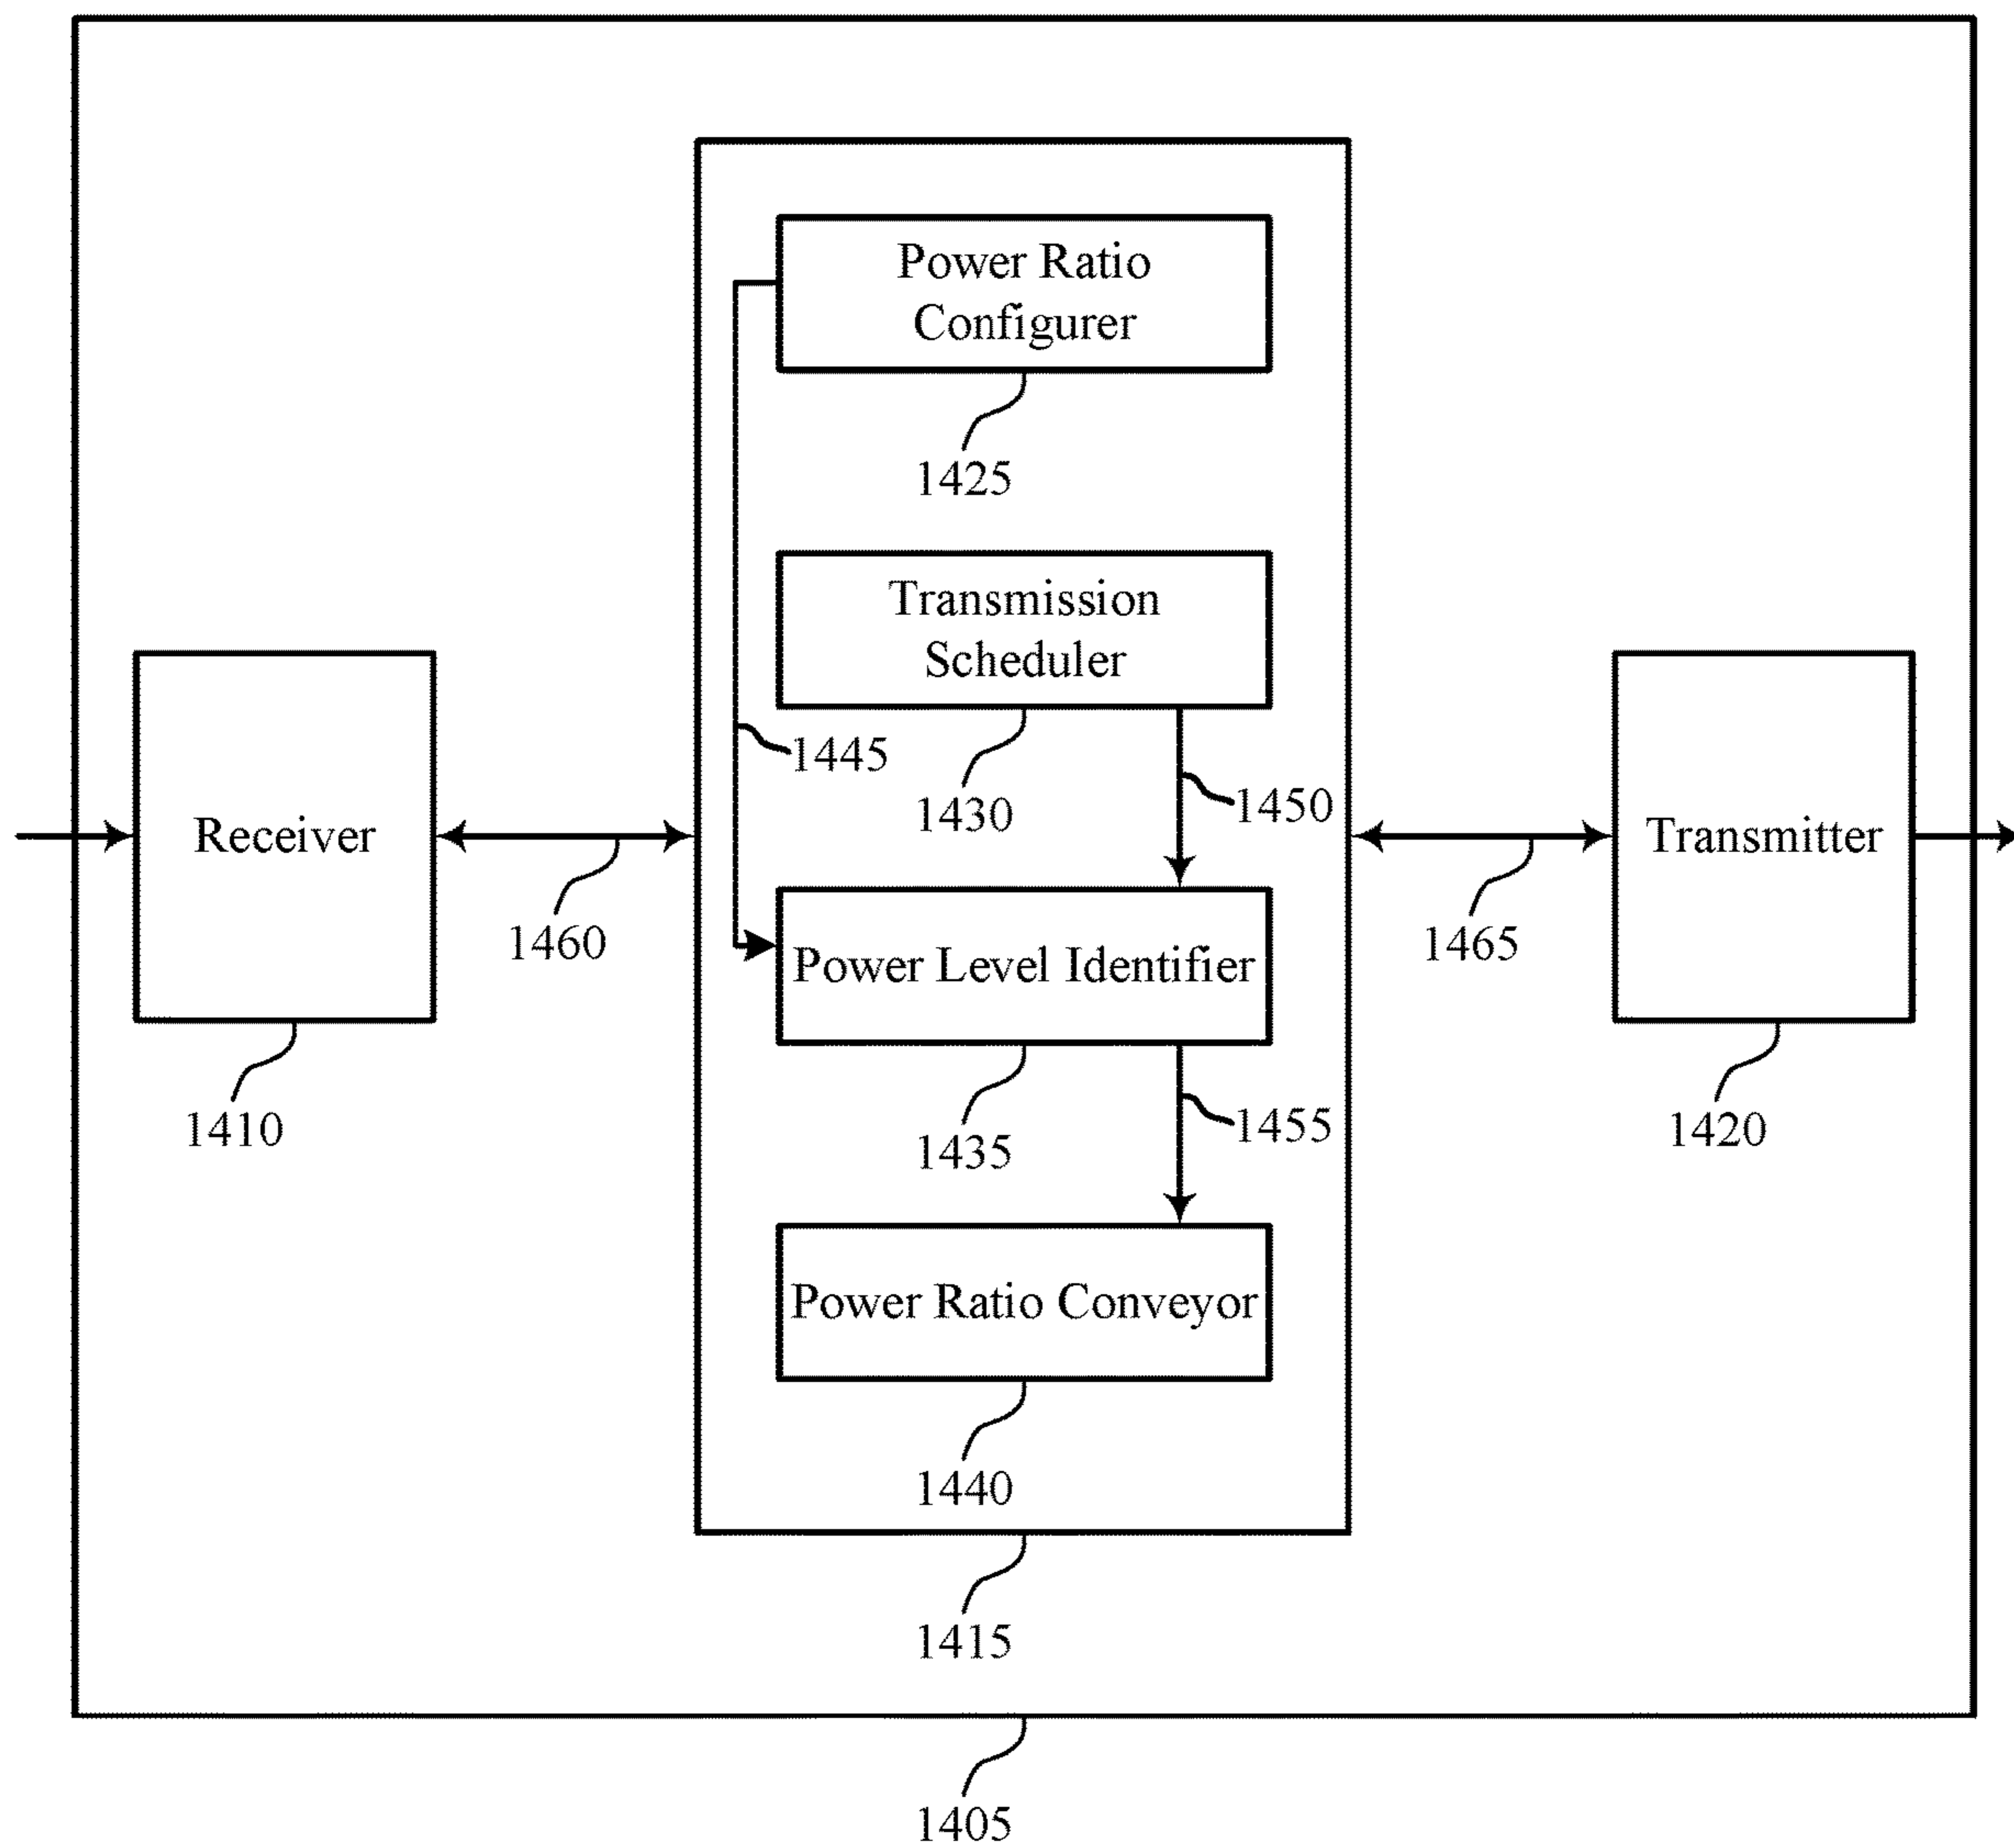 Power Ratio
Configurer
1425
Transmission
Scheduler
1445
1430
1450
Receiver
Transmitter
1460
1465
Power Level Identifier
1410
1435
1455
1420
Power Ratio Conveyor
1440
1415
1405